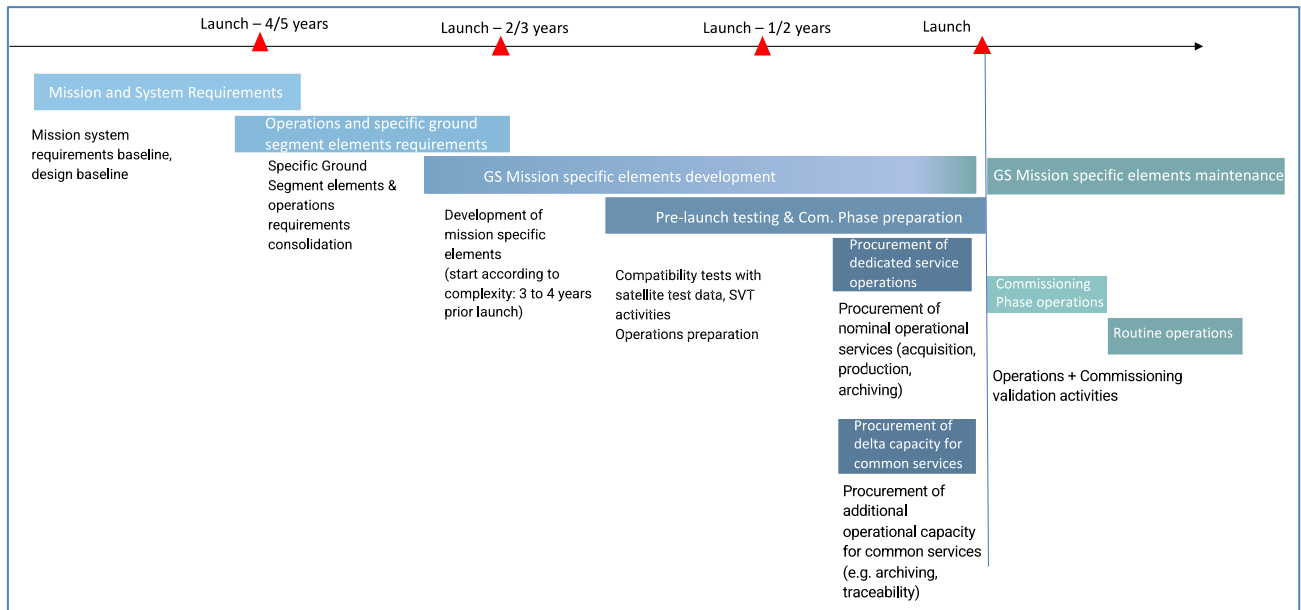 Launch – 4/5 years
Launch – 2/3 years
Launch – 1/2 years
Launch
Mission and System Requirements
Mission system
requirements baseline,
design baseline
Operations and specific ground
segment elements requirements
Specific Ground
Segment elements &
operations
requirements
consolidation
GS Mission specific elements development
Development of
mission specific
elements
(start according to
complexity: 3 to 4 years
prior launch)
Pre-launch testing & Com. Phase preparation
Compatibility tests with
satellite test data, SVT
activities
Operations preparation
Procurement of
dedicated service
operations
Procurement of
nominal operational
services (acquisition,
production,
archiving)
Procurement of
delta capacity for
common services
Procurement of
additional
operational capacity
for common services
(e.g. archiving,
traceability)
GS Mission specific elements maintenance
Commissioning
Phase operations
Routine operations
Operations + Commissioning
validation activities